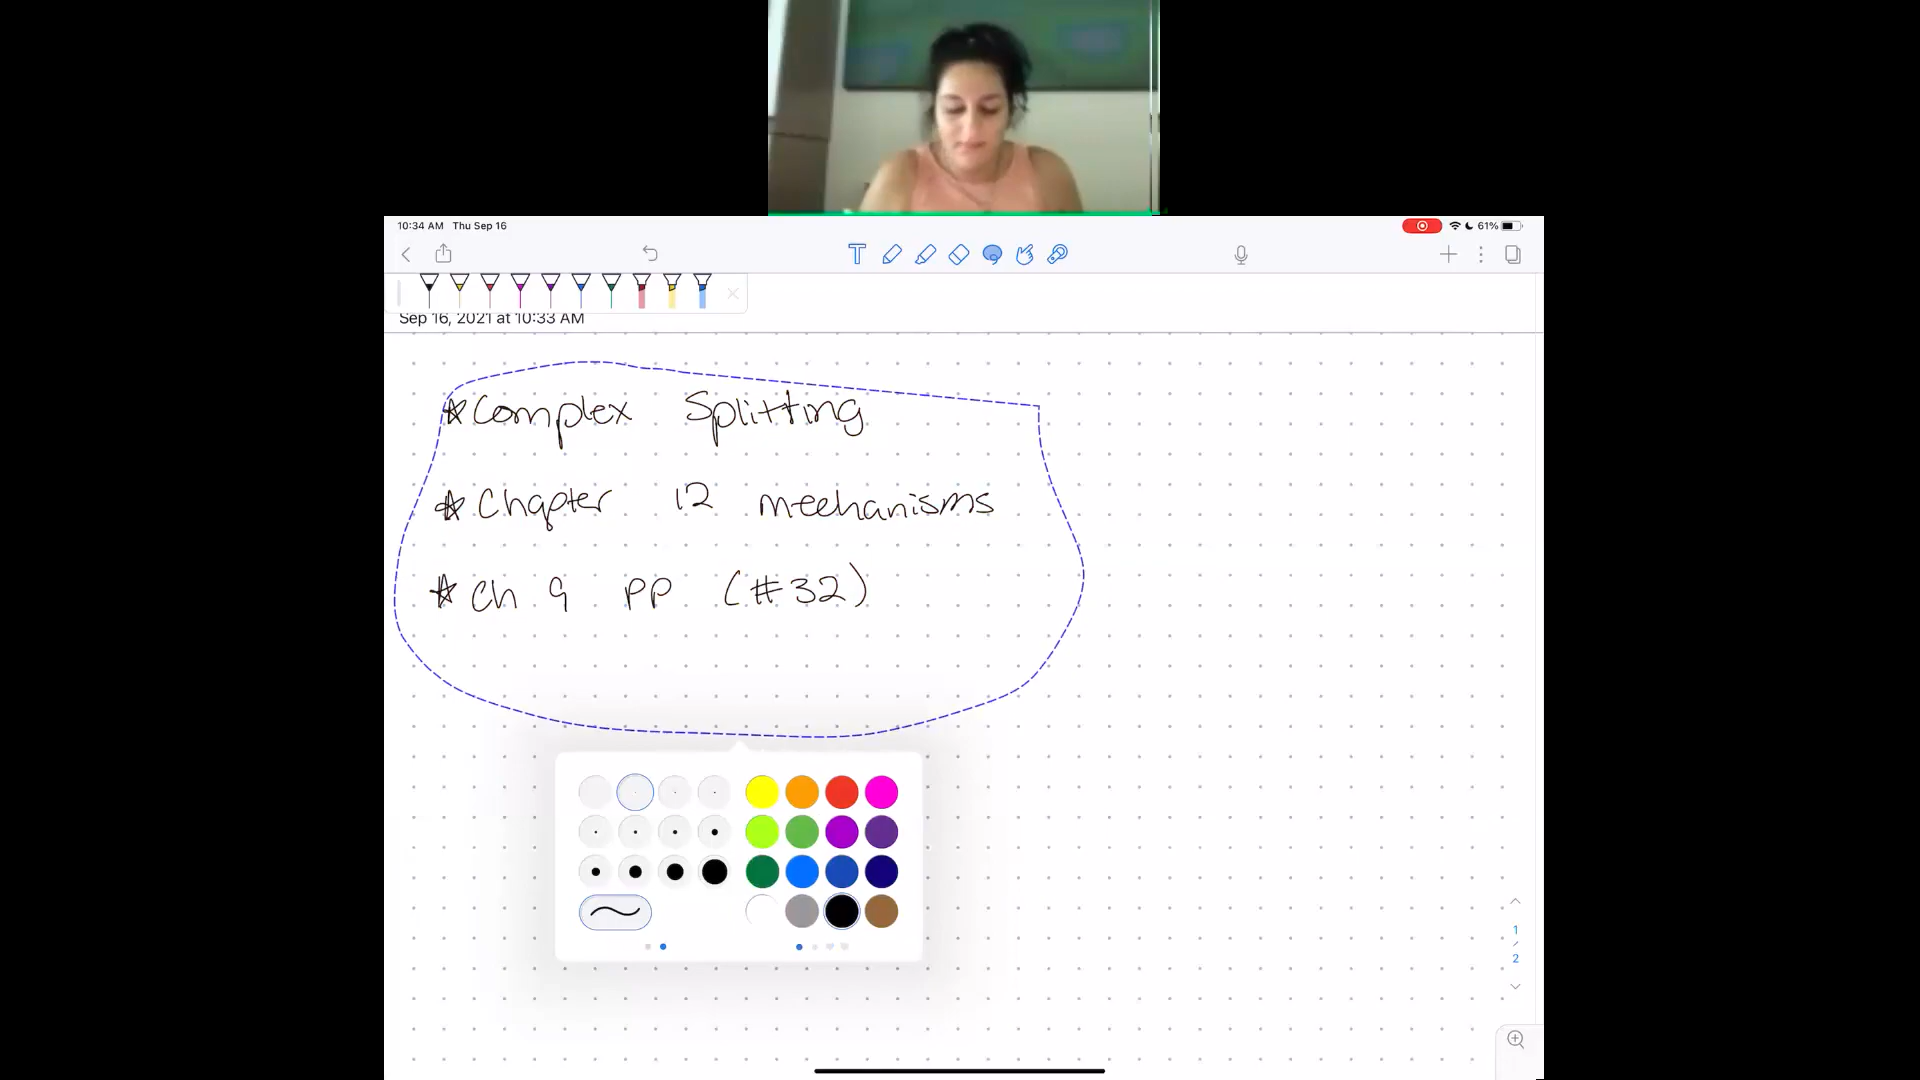 10:34 AM Thu Sep 16
61%
T
Sep 16, 2021 at 10:33 AM
*Complex Splitting
*Chapter 12 mechanisms
*Ch 9 PP (#32)
1
2